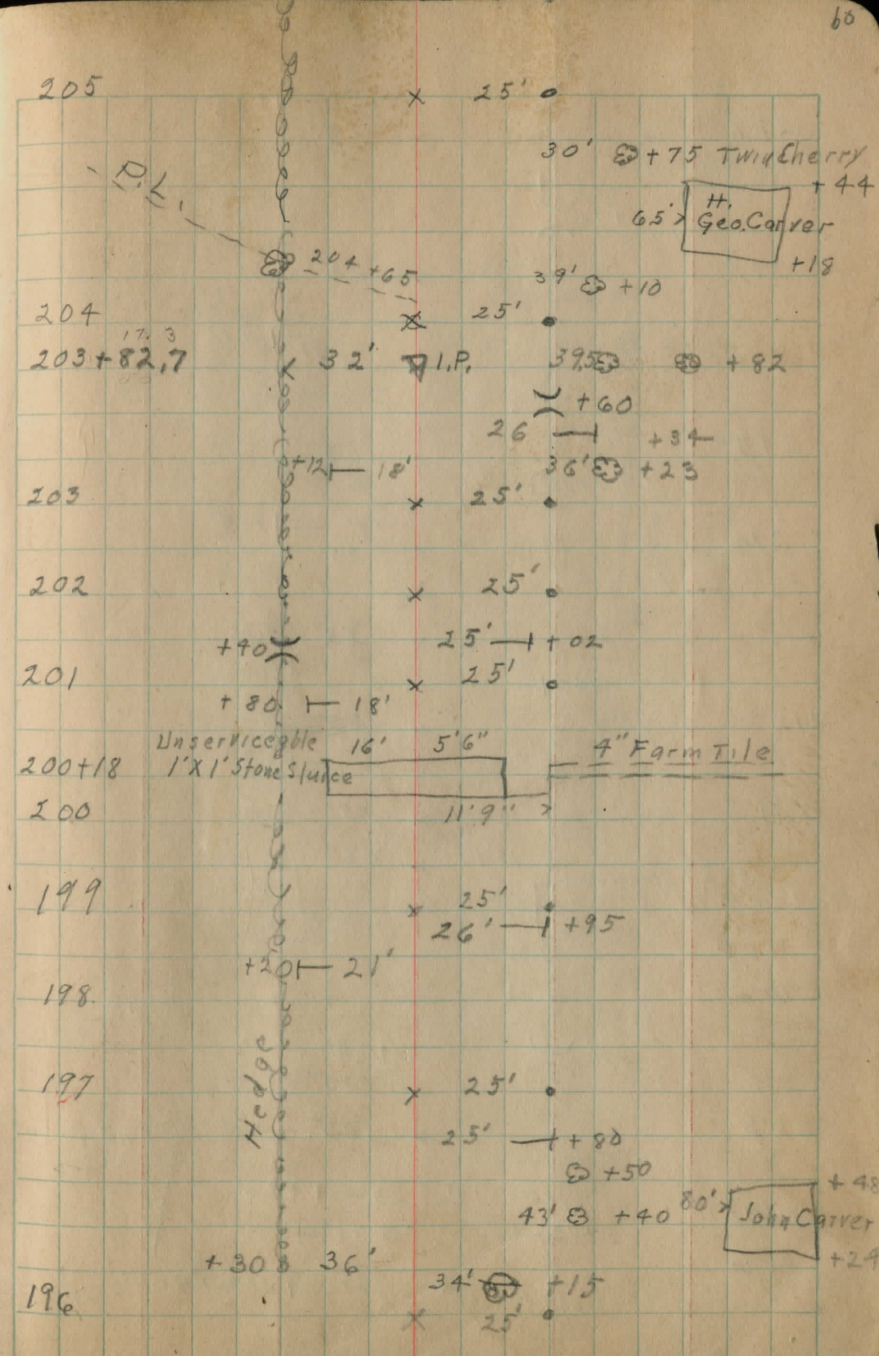 60
205 x 25'
30' +75 Twin Cherry
+44
P.L.
65' H.
Geo. Carver
+18
204 +65
39' +10
204 x 25'
17.3
203+82.7 x 32' I.P. 39.5 +82
+60
26 +34
+12 18' 36' +23
203 x 25'
202 x 25'
+40 25' +02
201 x 25'
+80 18'
Unserviceable 16' 5'6" 4" Farm Tile
200+18 1'X1' Stone Sluice
200 11'9"
199 x 25'
26' +95
+20 21'
198
Hedge
197 x 25'
25' +80
+50
+48
43' +40 80' John Carver
+30 36' +24
34' +15
196 x 25'